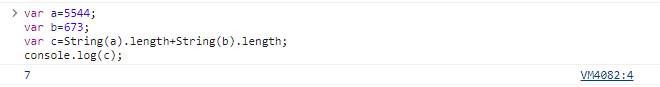 > var a=5544;
var b=673;
var c=String(a).length+String(b).length;
console.log(c);
7 VM4082:4